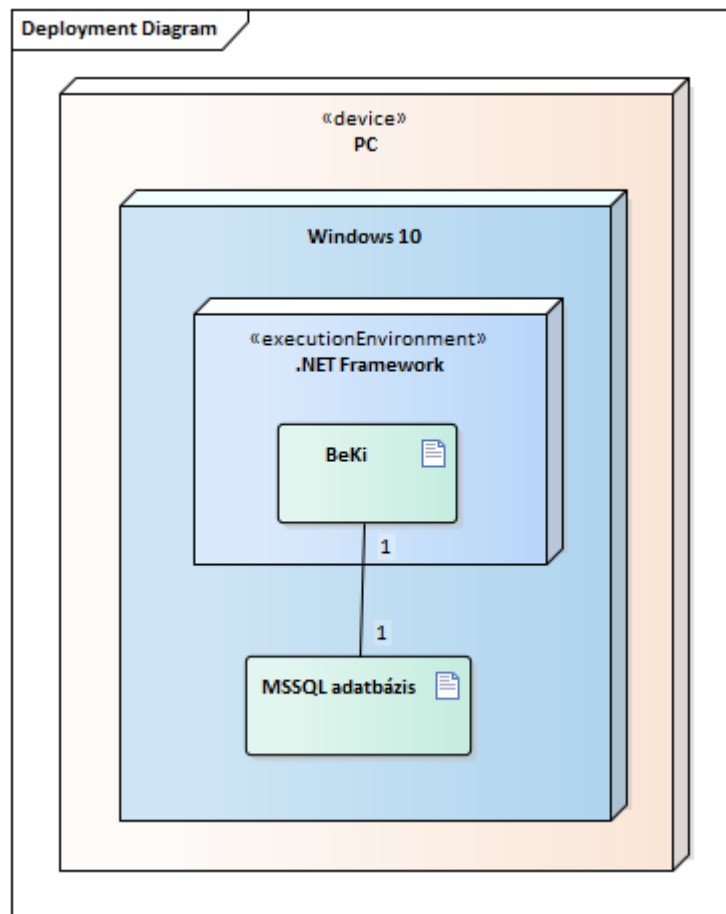 Deployment Diagram
«device»
PC
Windows 10
«executionEnvironment»
.NET Framework
BeKi
1
1
MSSQL adatbázis